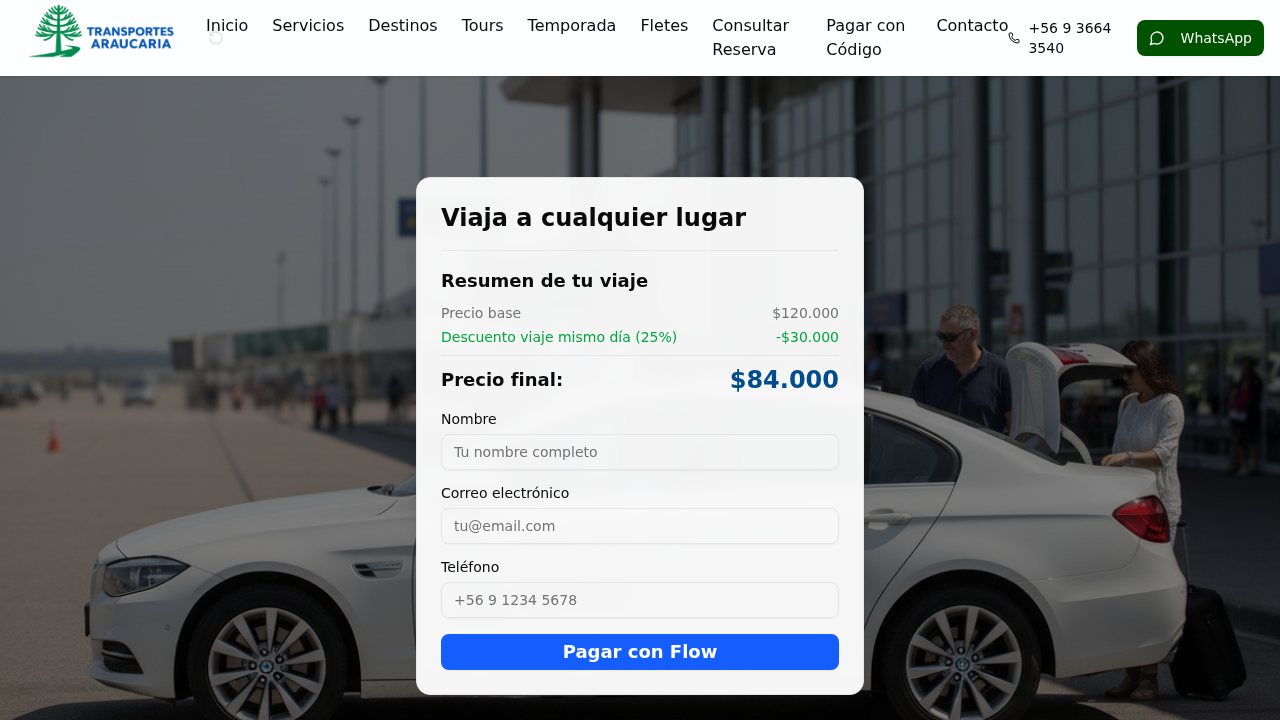 TRANSPORTES
ARAUCARIA
Inicio
Servicios
Destinos
Tours
Temporada
Fletes
Consultar
Reserva
Pagar con
Código
Contacto
+56 9 3664
3540
WhatsApp
Viaja a cualquier lugar
Resumen de tu viaje
Precio base $120.000
Descuento viaje mismo día (25%) -$30.000
Precio final: $84.000
Nombre
Tu nombre completo
Correo electrónico
tu@email.com
Teléfono
+56 9 1234 5678
Pagar con Flow